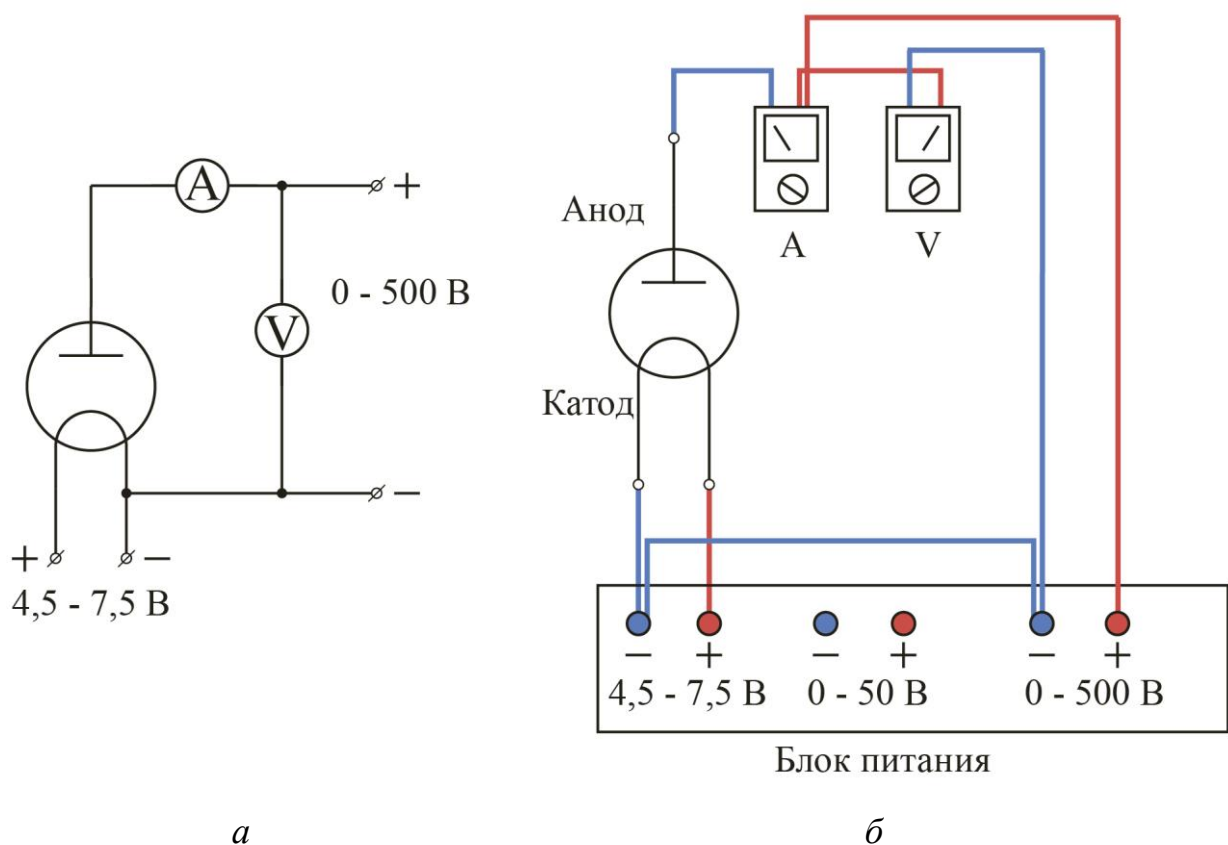 A
+
0 - 500 В
V
−
+
−
4,5 - 7,5 В
а
Анод
A
V
Катод
− + − + − +
4,5 - 7,5 В 0 - 50 В 0 - 500 В
Блок питания
б